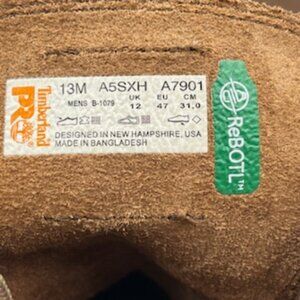 Timberland
PRO
13M A5SXH A7901
MENS B-1079 UK EU CM
12 47 31.0
DESIGNED IN NEW HAMPSHIRE, USA
MADE IN BANGLADESH
ReBOTL™